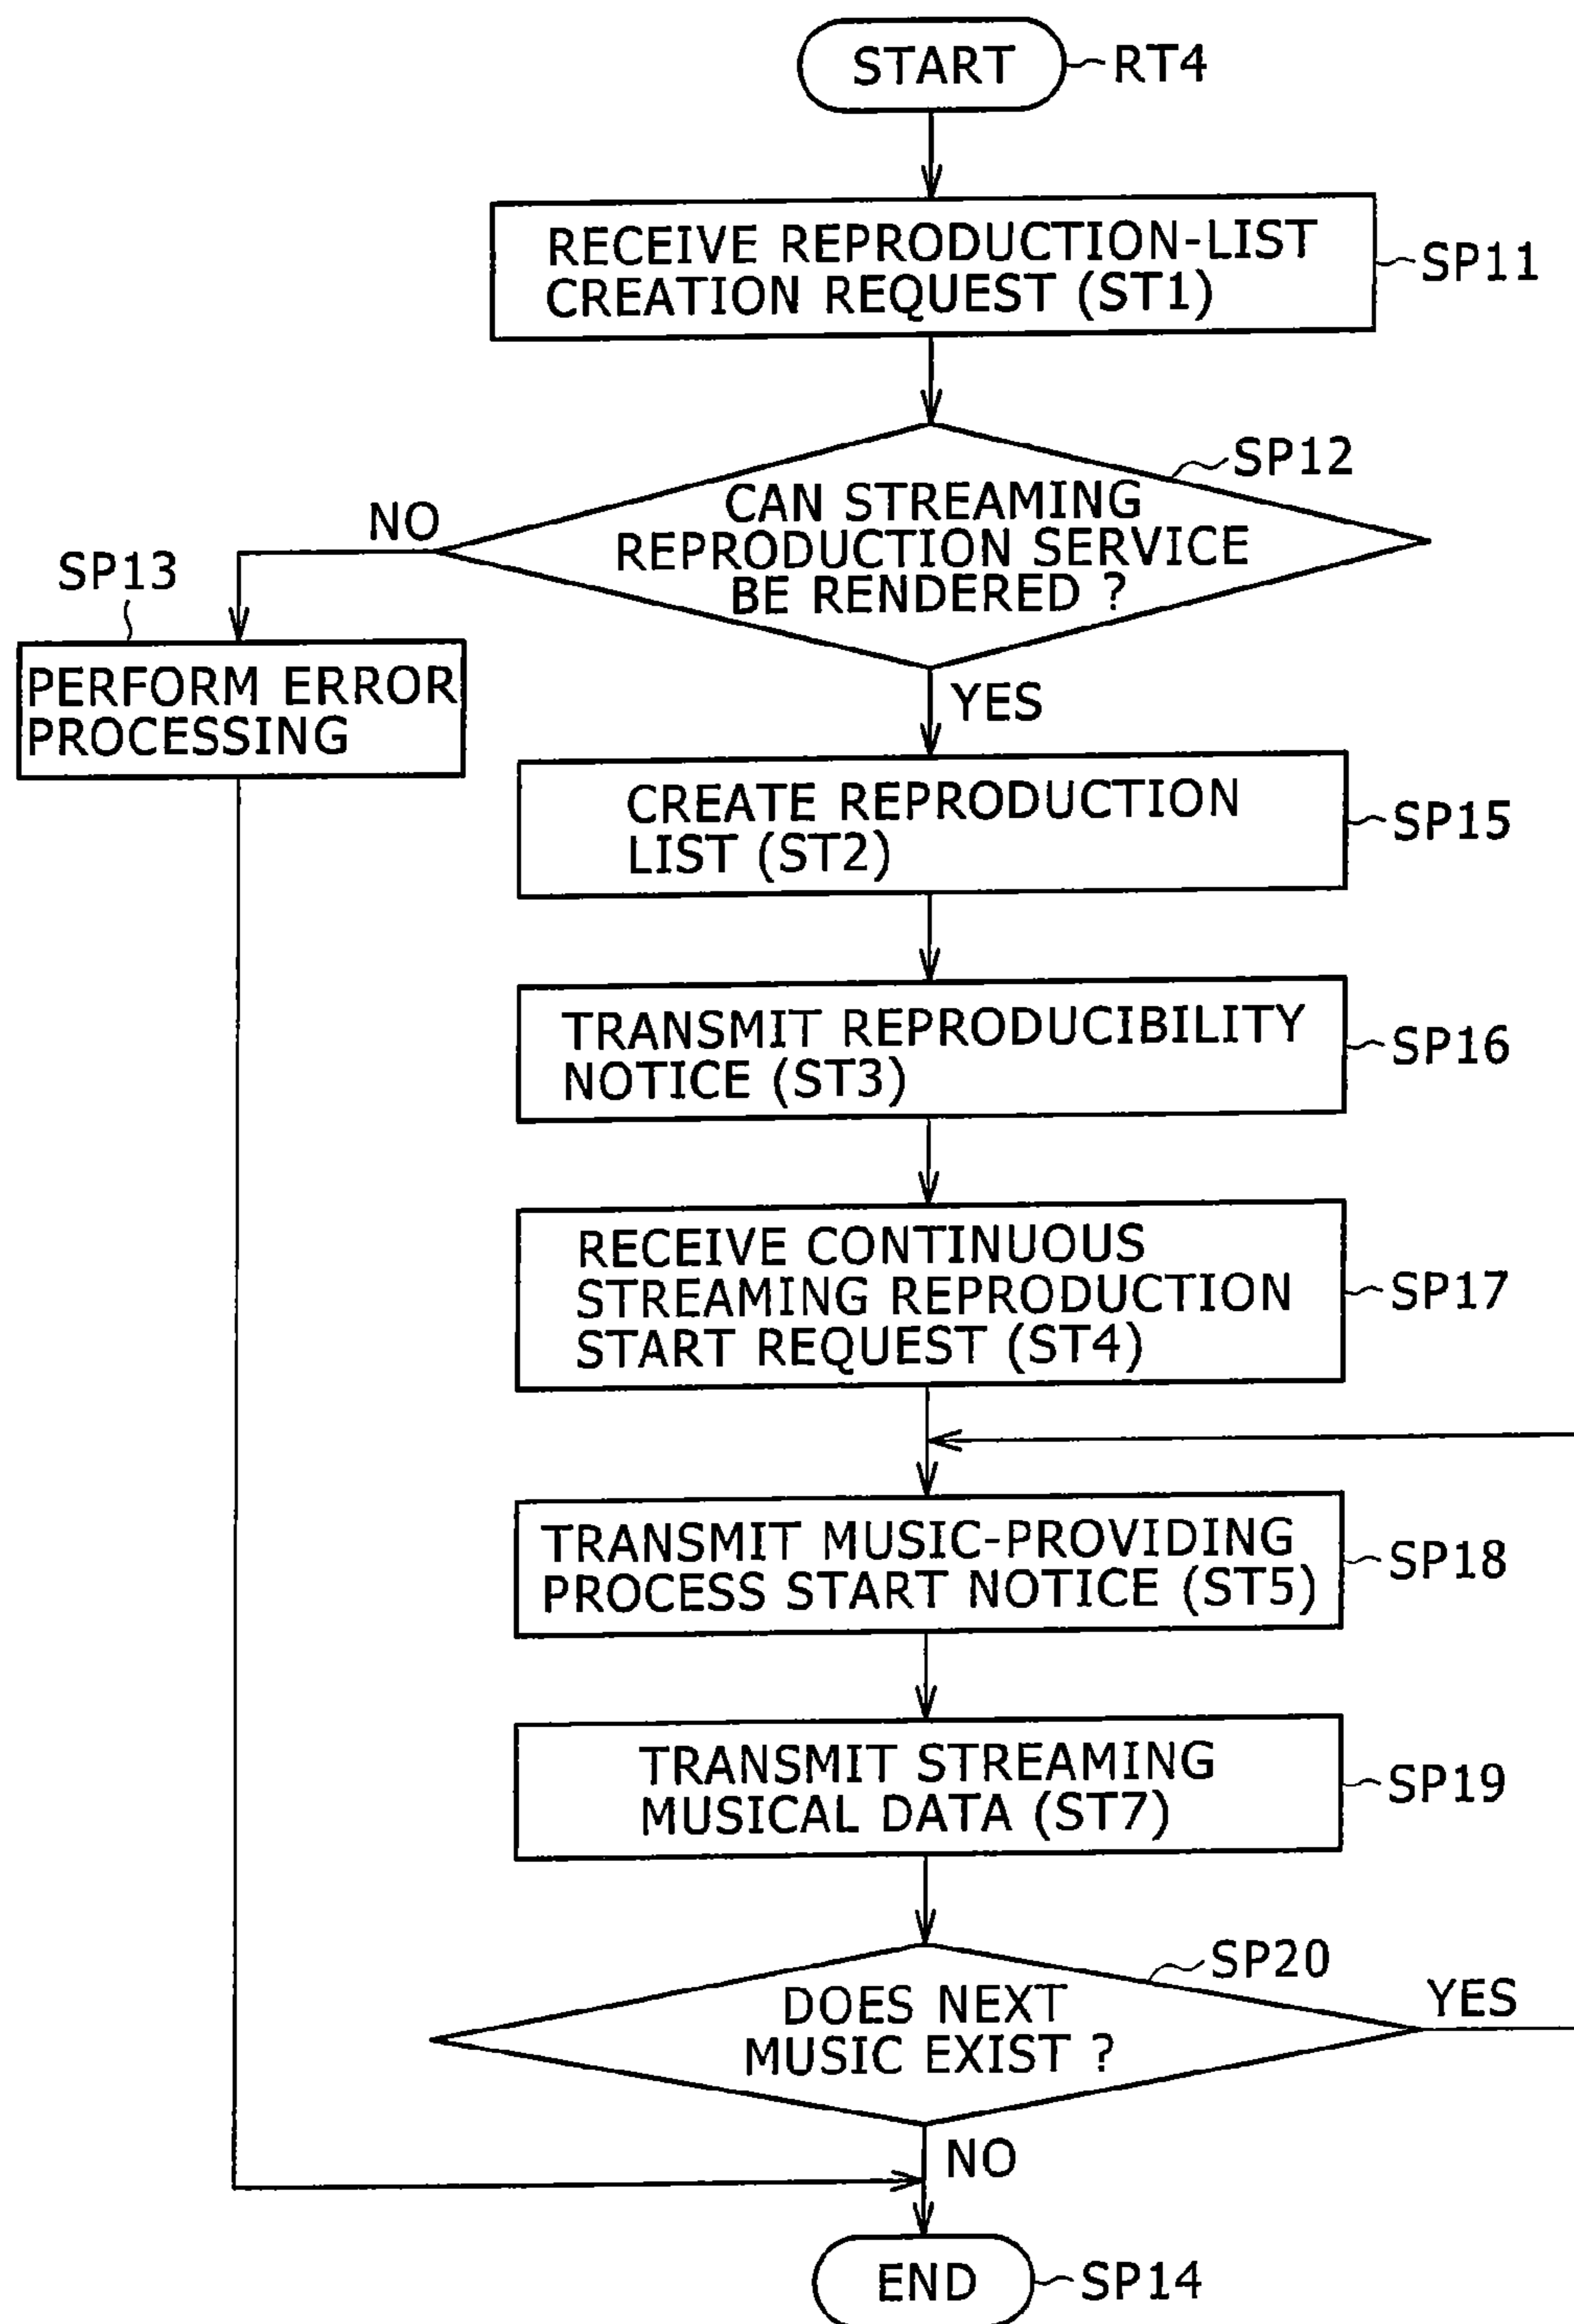 START
RT4
RECEIVE REPRODUCTION-LIST
CREATION REQUEST (ST1)
SP11
SP12
CAN STREAMING
REPRODUCTION SERVICE
BE RENDERED ?
NO
SP13
PERFORM ERROR
PROCESSING
YES
CREATE REPRODUCTION
LIST (ST2)
SP15
TRANSMIT REPRODUCIBILITY
NOTICE (ST3)
SP16
RECEIVE CONTINUOUS
STREAMING REPRODUCTION
START REQUEST (ST4)
SP17
TRANSMIT MUSIC-PROVIDING
PROCESS START NOTICE (ST5)
SP18
TRANSMIT STREAMING
MUSICAL DATA (ST7)
SP19
SP20
DOES NEXT
MUSIC EXIST ?
YES
NO
END
SP14